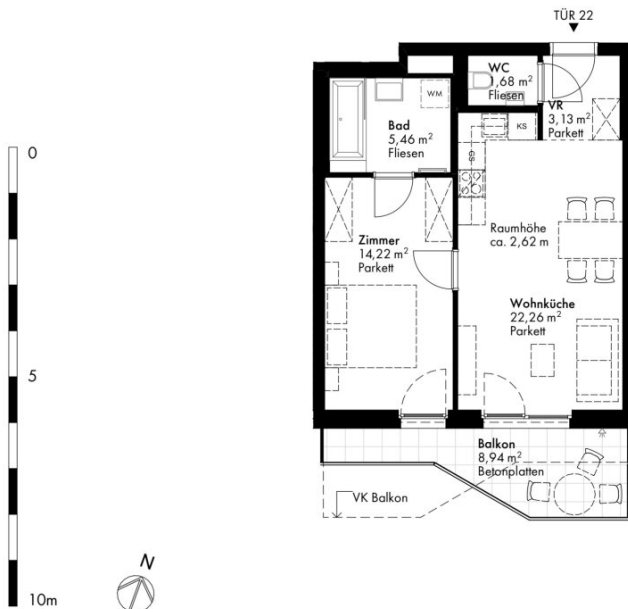 TÜR 22
WC
1,68 m²
Fliesen
VR
3,13 m²
Parkett
WM
KS
GS
Bad
5,46 m²
Fliesen
0
Zimmer
14,22 m²
Parkett
Raumhöhe
ca. 2,62 m
Wohnküche
22,26 m²
Parkett
5
Balkon
8,94 m²
Betonplatten
VK Balkon
N
10m